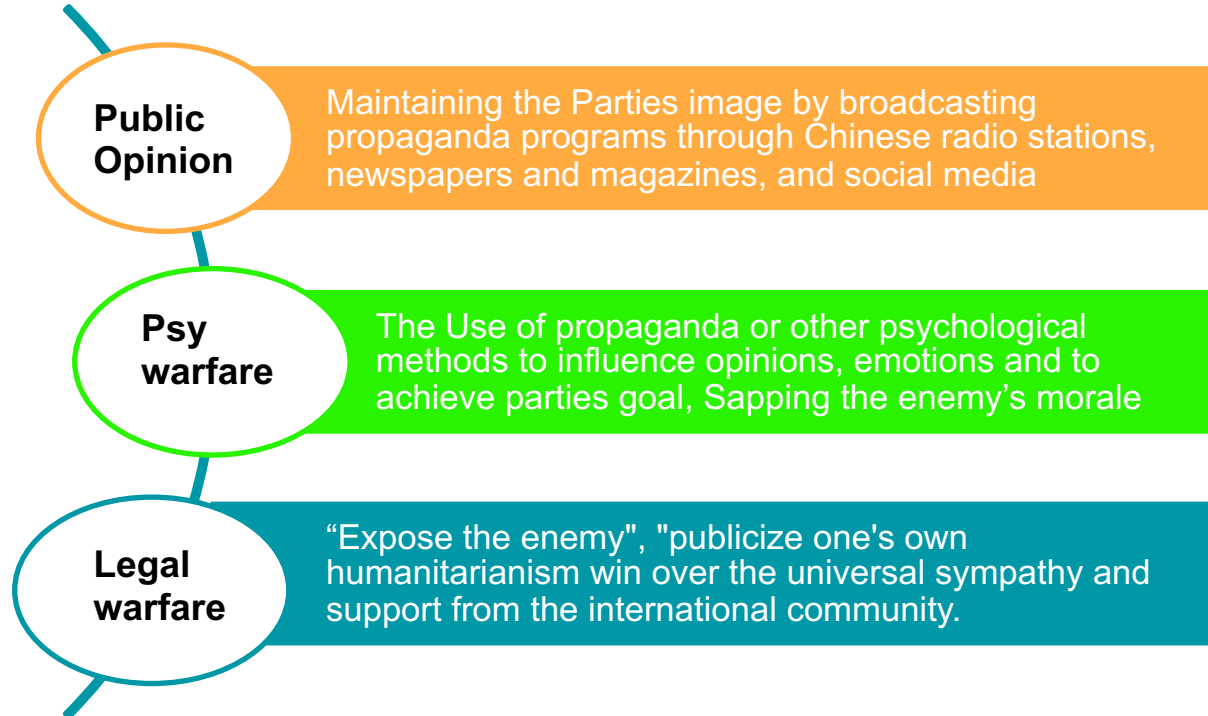 Public
Opinion
Maintaining the Parties image by broadcasting
propaganda programs through Chinese radio stations,
newspapers and magazines, and social media
Psy
warfare
The Use of propaganda or other psychological
methods to influence opinions, emotions and to
achieve parties goal, Sapping the enemy’s morale
Legal
warfare
“Expose the enemy", "publicize one's own
humanitarianism win over the universal sympathy and
support from the international community.